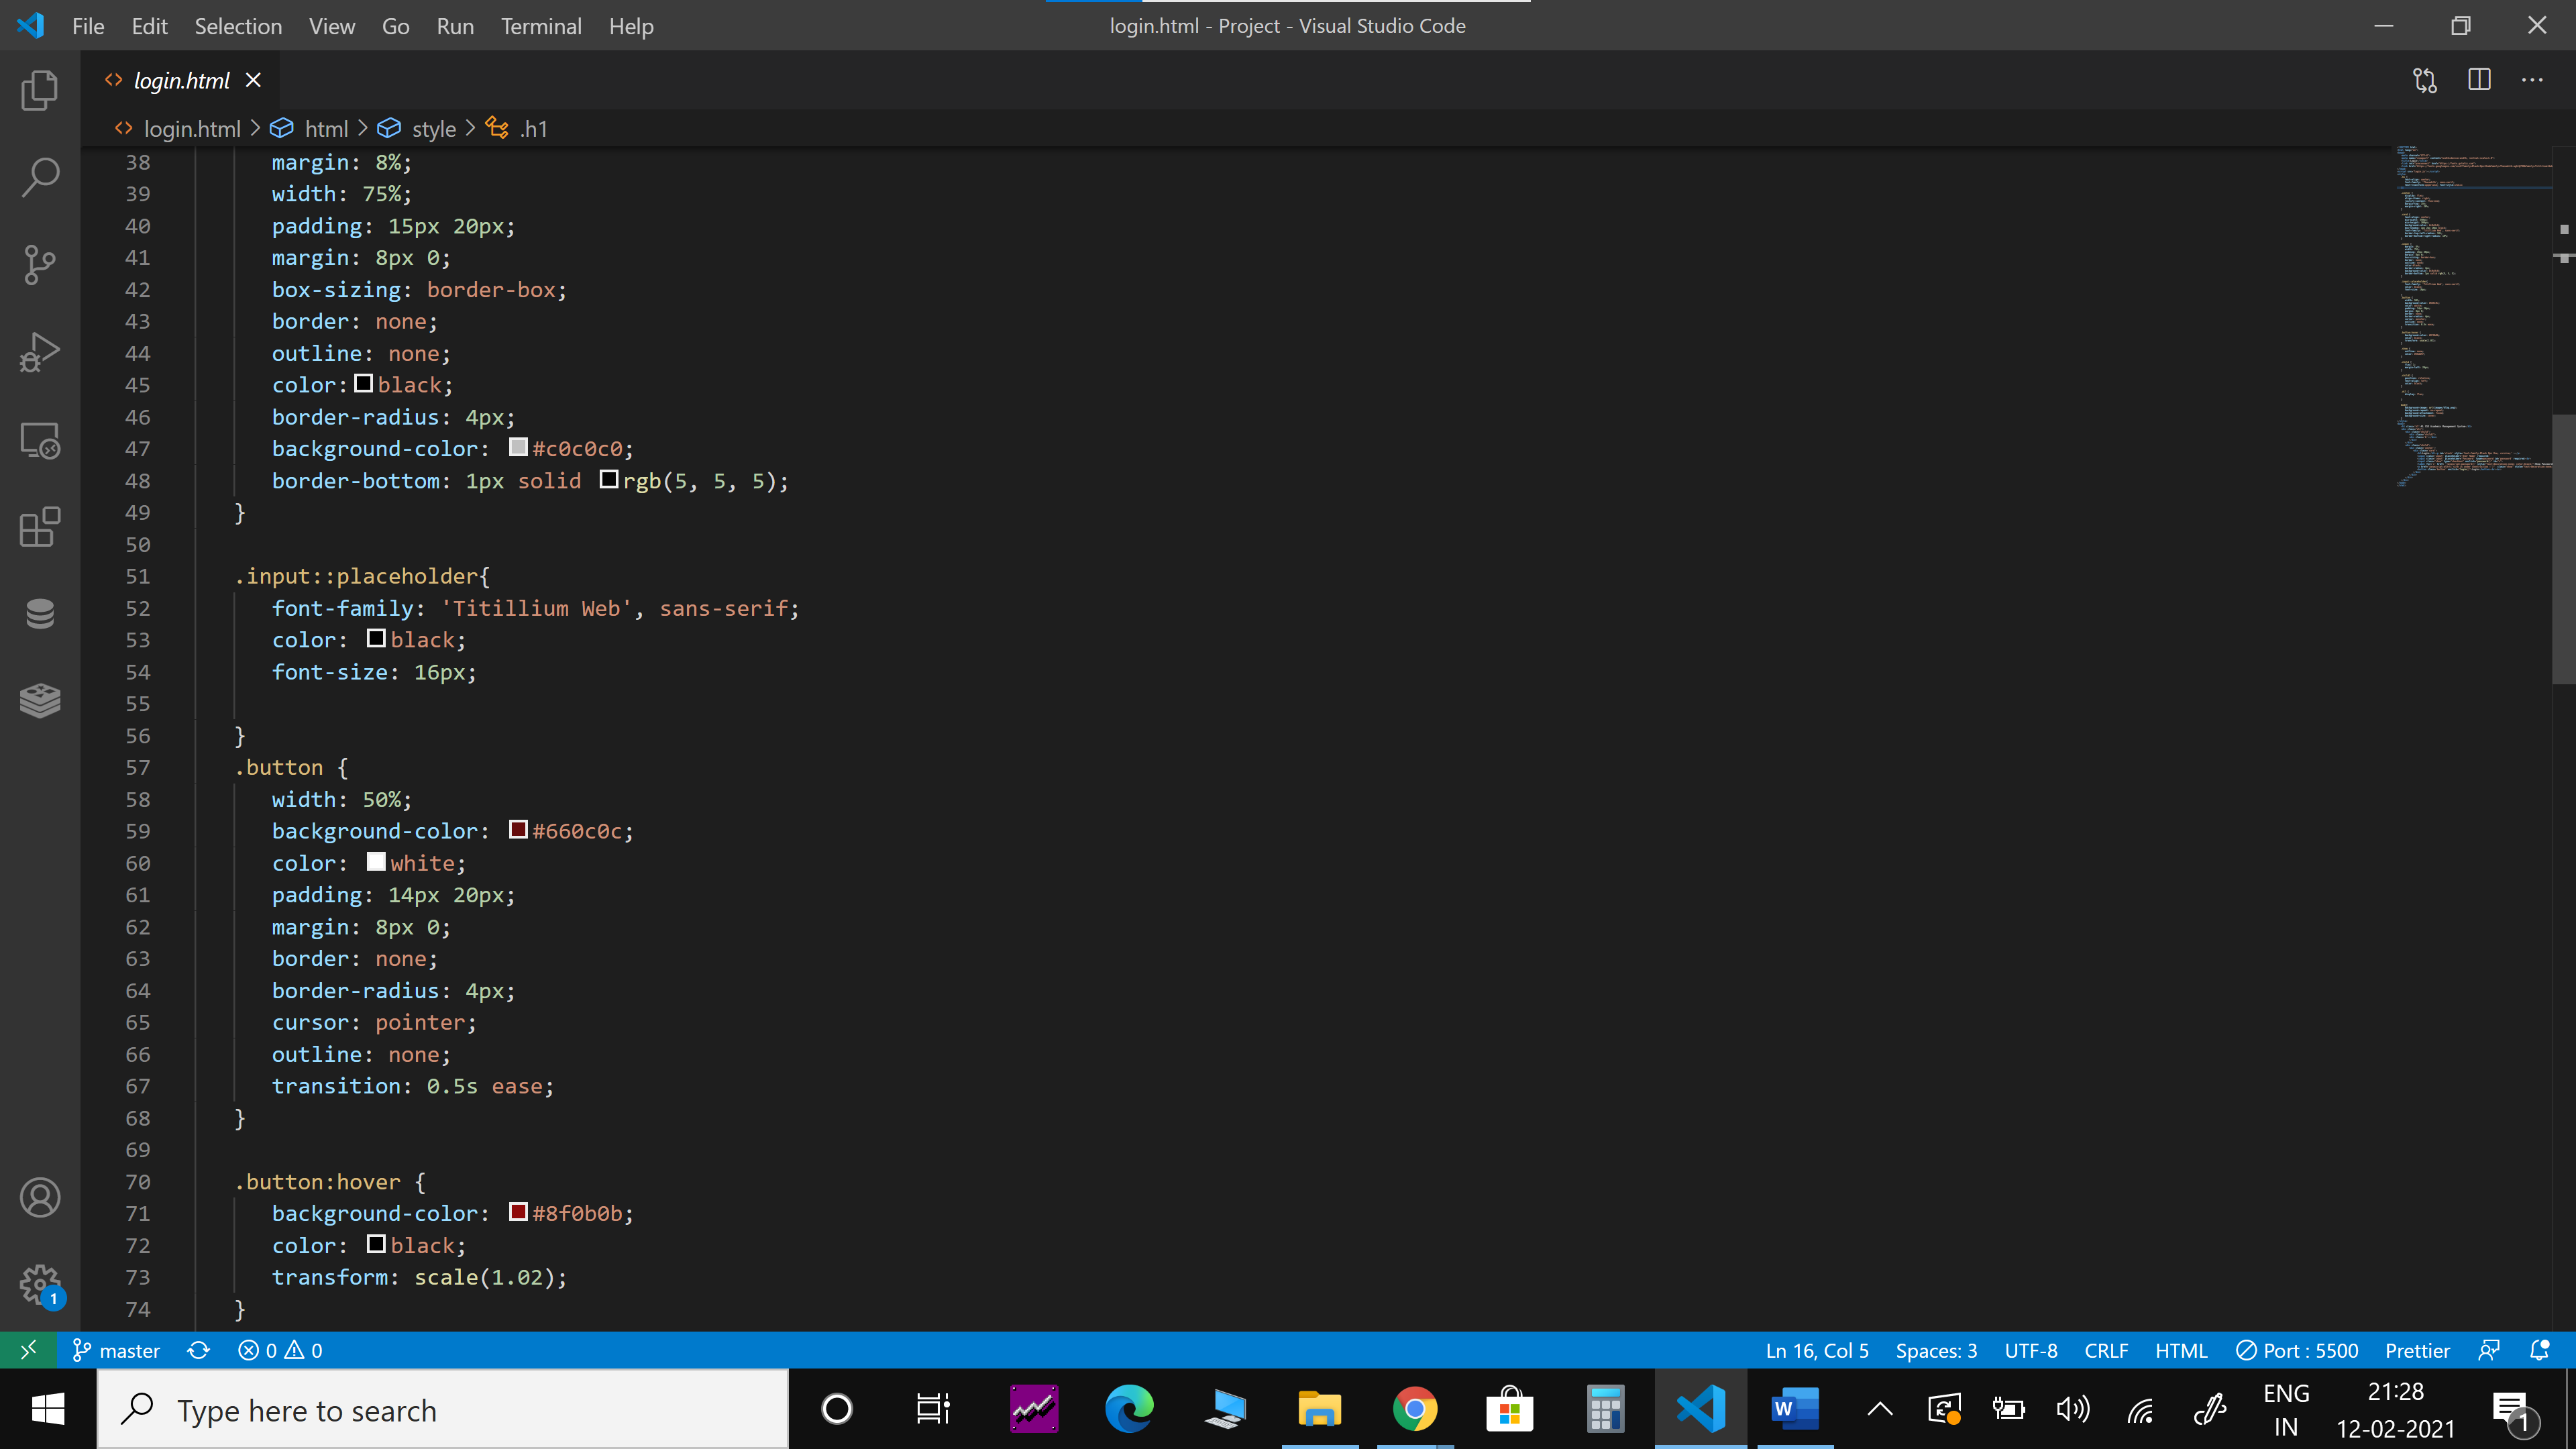 File Edit Selection View Go Run Terminal Help
login.html - Project - Visual Studio Code
login.html
login.html > html > style > .h1
38 margin: 8%;
39 width: 75%;
40 padding: 15px 20px;
41 margin: 8px 0;
42 box-sizing: border-box;
43 border: none;
44 outline: none;
45 color: black;
46 border-radius: 4px;
47 background-color: #c0c0c0;
48 border-bottom: 1px solid rgb(5, 5, 5);
49 }
50
51 .input::placeholder{
52 font-family: 'Titillium Web', sans-serif;
53 color: black;
54 font-size: 16px;
55
56 }
57 .button {
58 width: 50%;
59 background-color: #660c0c;
60 color: white;
61 padding: 14px 20px;
62 margin: 8px 0;
63 border: none;
64 border-radius: 4px;
65 cursor: pointer;
66 outline: none;
67 transition: 0.5s ease;
68 }
69
70 .button:hover {
71 background-color: #8f0b0b;
72 color: black;
73 transform: scale(1.02);
74 }
1
master 0 0 Ln 16, Col 5 Spaces: 3 UTF-8 CRLF HTML Port : 5500 Prettier
Type here to search
W
ENG
IN
21:28
12-02-2021
1